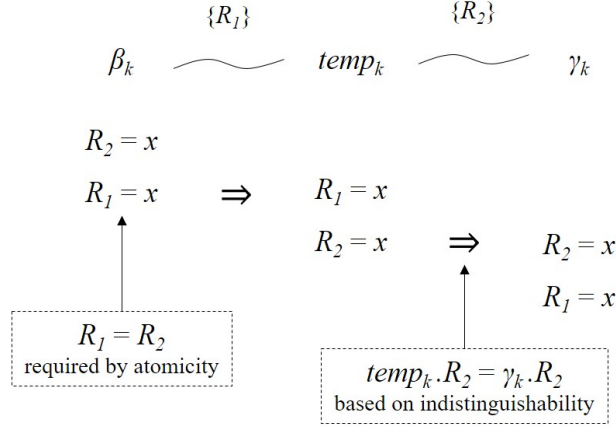 {R₁} {R₂}
βₖ tempₖ γₖ
R₂ = x
R₁ = x ⇒ R₁ = x
R₂ = x ⇒ R₂ = x
R₁ = x
R₁ = R₂
required by atomicity
tempₖ.R₂ = γₖ.R₂
based on indistinguishability